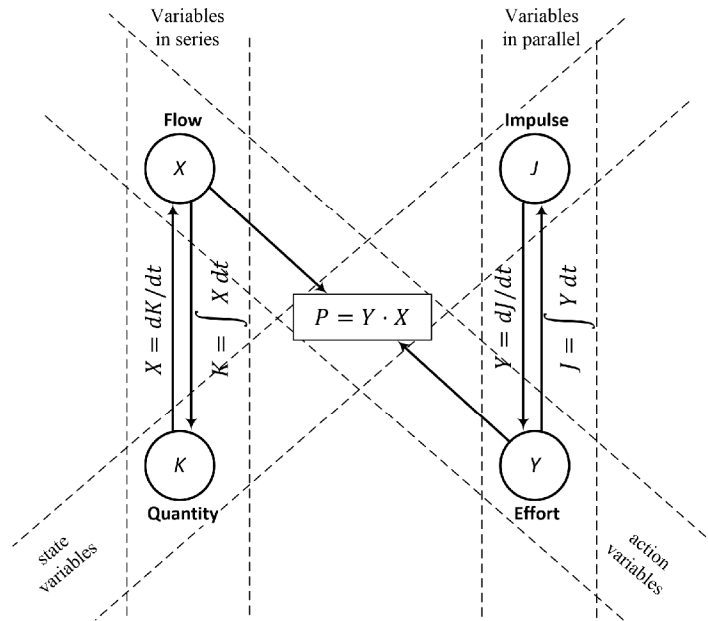 Variables
in series
Variables
in parallel
Flow
Impulse
X
J
X = dK/dt
K = ∫ X dt
P = Y · X
Y = dJ/dt
J = ∫ Y dt
K
Y
Quantity
Effort
state
variables
action
variables